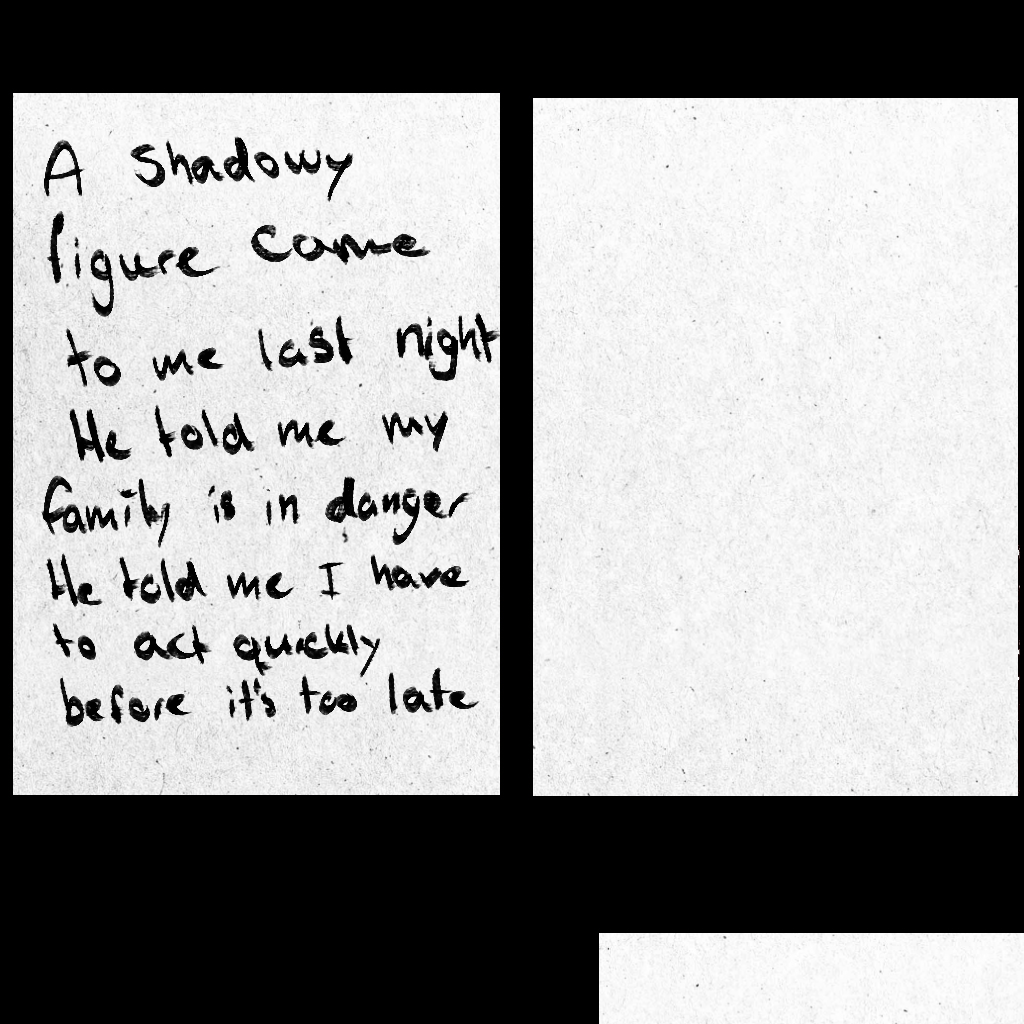 A shadowy
figure came
to me last night
He told me my
family is in danger
He told me I have
to act quickly
before it's too late